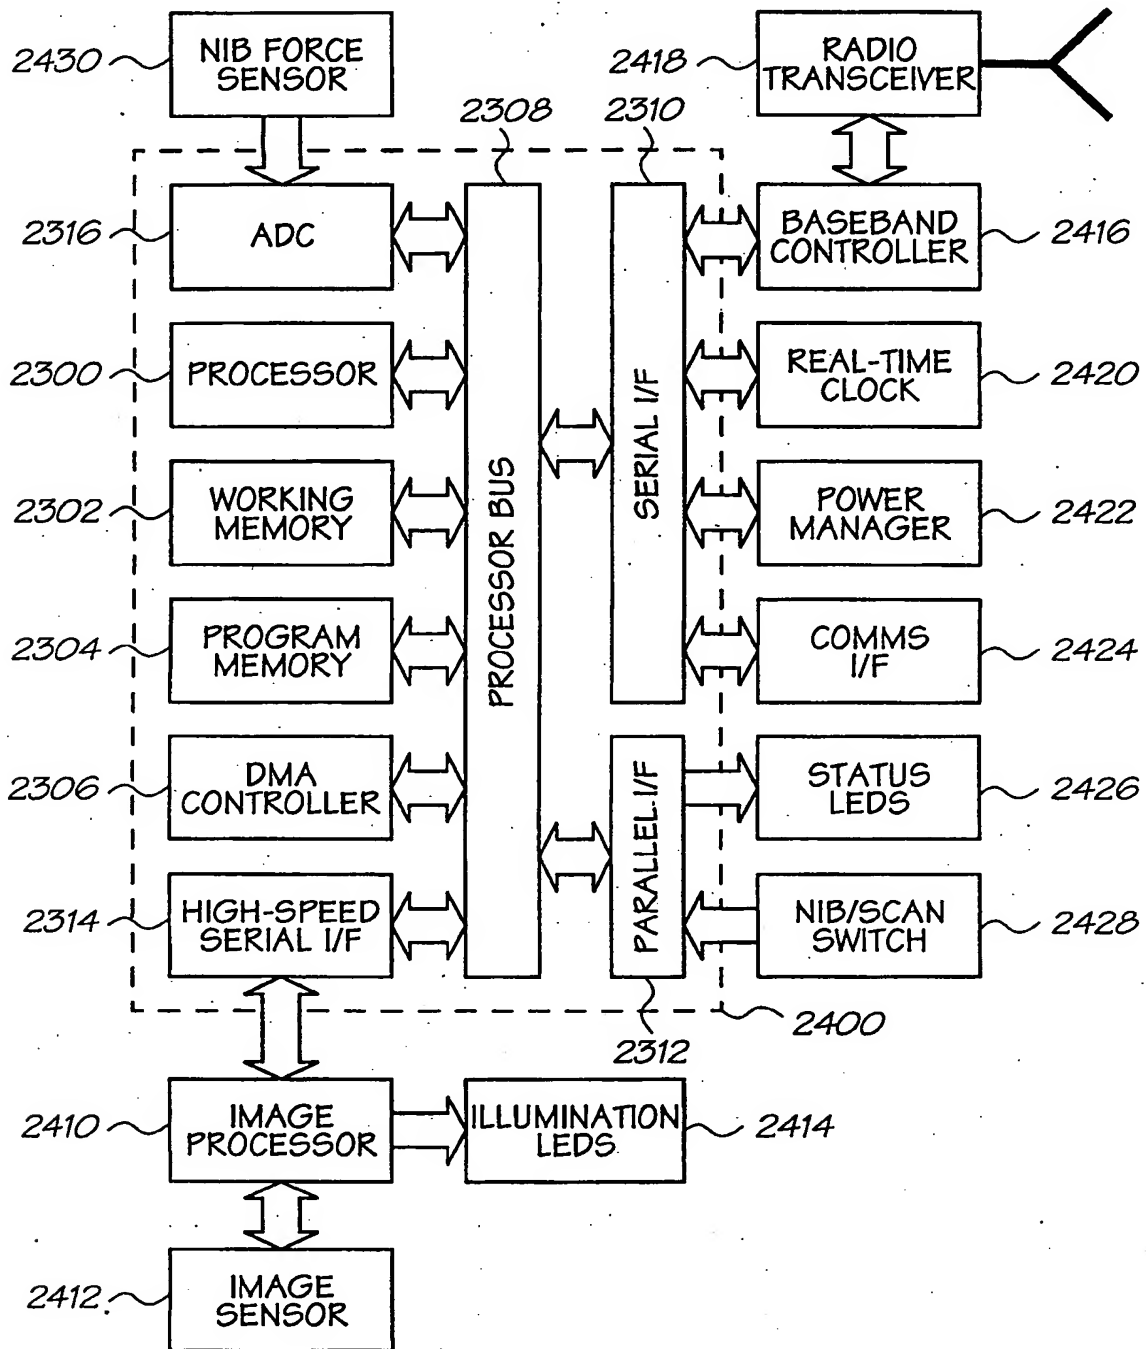 2430
NIB FORCE
SENSOR
2418
RADIO
TRANSCEIVER
2308
2310
2316
ADC
BASEBAND
CONTROLLER
2416
2300
PROCESSOR
REAL-TIME
CLOCK
2420
2302
WORKING
MEMORY
PROCESSOR BUS
SERIAL I/F
POWER
MANAGER
2422
2304
PROGRAM
MEMORY
COMMS
I/F
2424
2306
DMA
CONTROLLER
PARALLEL I/F
STATUS
LEDS
2426
2314
HIGH-SPEED
SERIAL I/F
NIB/SCAN
SWITCH
2428
2400
2312
2410
IMAGE
PROCESSOR
ILLUMINATION
LEDS
2414
2412
IMAGE
SENSOR